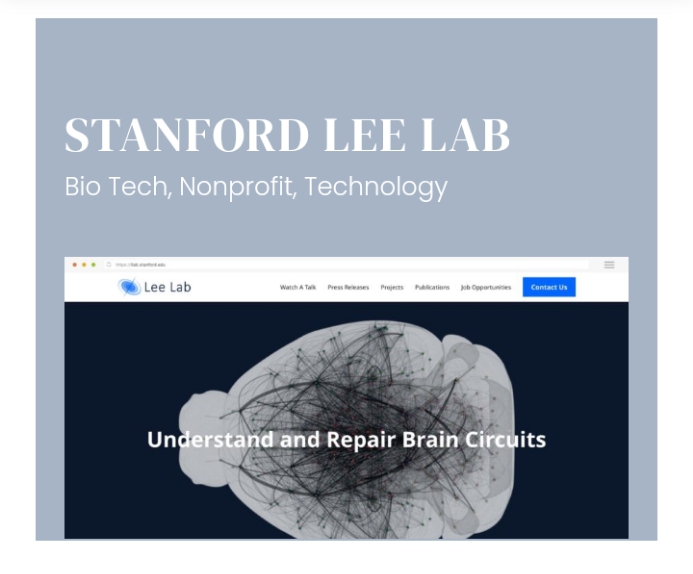 STANFORD LEE LAB
Bio Tech, Nonprofit, Technology
https://llab.stanford.edu
Lee Lab
Watch A Talk Press Releases Projects Publications Job Opportunities Contact Us
Understand and Repair Brain Circuits